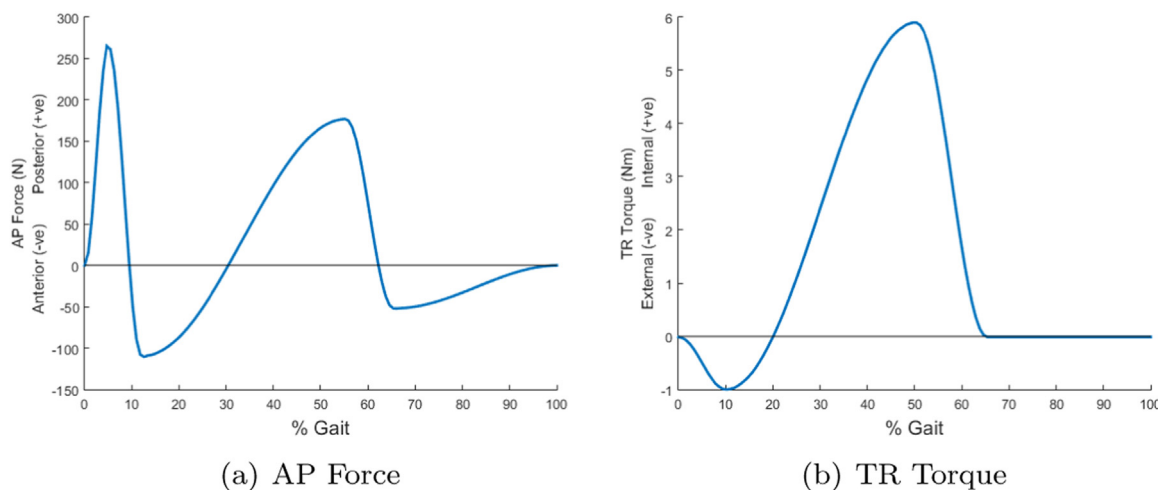 300
250
200
150
100
50
0
-50
-100
-150
AP Force (N)
Anterior (-ve) Posterior (+ve)
0 10 20 30 40 50 60 70 80 90 100
% Gait
(a) AP Force
6
5
4
3
2
1
0
-1
TR Torque (Nm)
External (-ve) Internal (+ve)
0 10 20 30 40 50 60 70 80 90 100
% Gait
(b) TR Torque